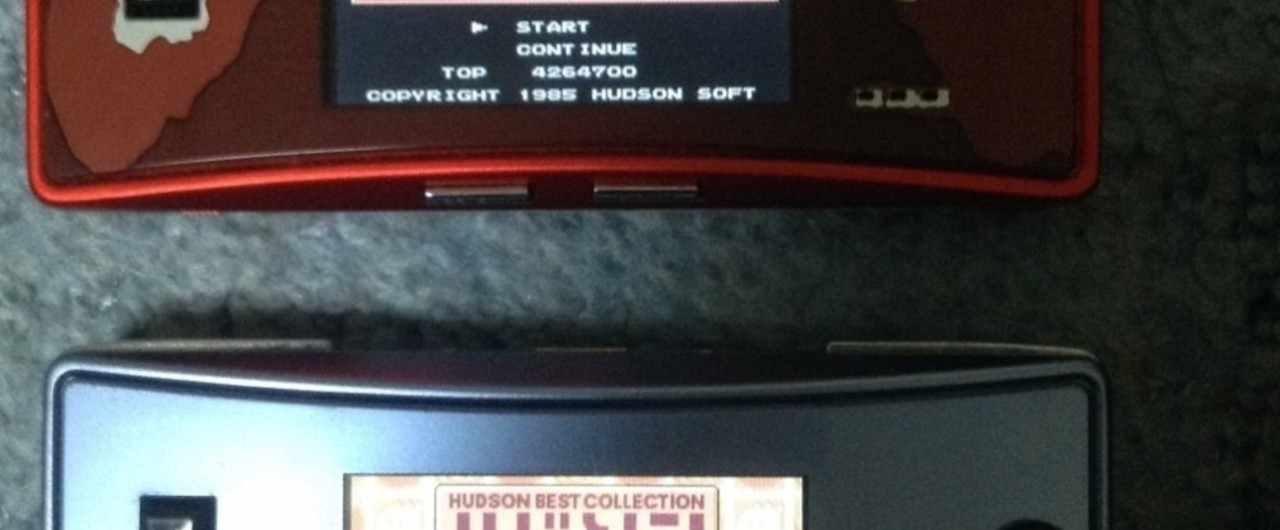 START
CONTINUE
TOP 4264700
COPYRIGHT 1985 HUDSON SOFT
HUDSON BEST COLLECTION